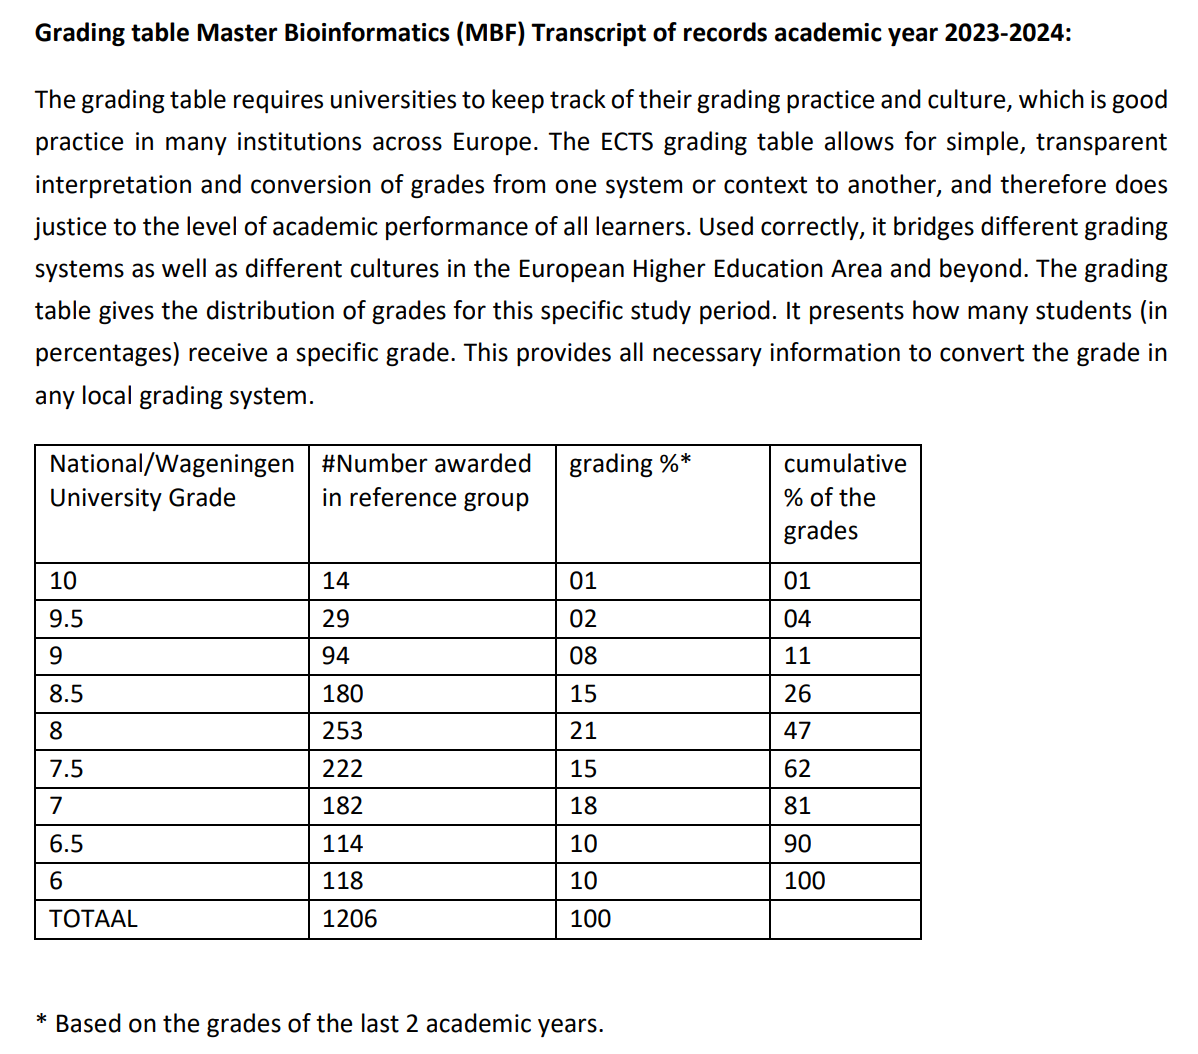 Grading table Master Bioinformatics (MBF) Transcript of records academic year 2023-2024:
The grading table requires universities to keep track of their grading practice and culture, which is good
practice in many institutions across Europe. The ECTS grading table allows for simple, transparent
interpretation and conversion of grades from one system or context to another, and therefore does
justice to the level of academic performance of all learners. Used correctly, it bridges different grading
systems as well as different cultures in the European Higher Education Area and beyond. The grading
table gives the distribution of grades for this specific study period. It presents how many students (in
percentages) receive a specific grade. This provides all necessary information to convert the grade in
any local grading system.
National/Wageningen #Number awarded grading %* cumulative
University Grade in reference group % of the
grades
10 14 01 01
9.5 29 02 04
9 94 08 11
8.5 180 15 26
8 253 21 47
7.5 222 15 62
7 182 18 81
6.5 114 10 90
6 118 10 100
TOTAAL 1206 100
* Based on the grades of the last 2 academic years.